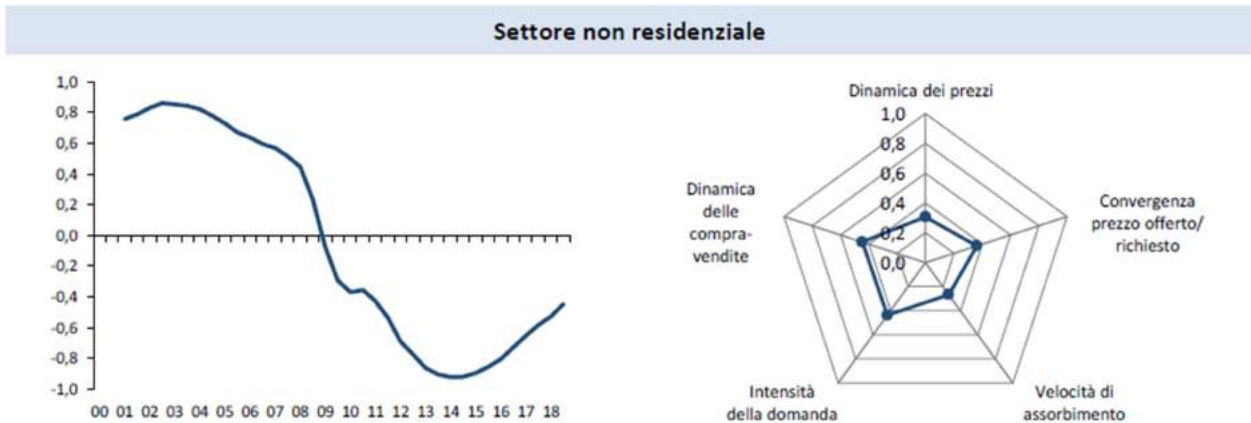 Settore non residenziale
1,0
0,8
0,6
0,4
0,2
0,0
-0,2
-0,4
-0,6
-0,8
-1,0
00 01 02 03 04 05 06 07 08 09 10 11 12 13 14 15 16 17 18
Dinamica dei prezzi
1,0
0,8
0,6
0,4
0,2
0,0
Convergenza
prezzo offerto/
richiesto
Velocità di
assorbimento
Intensità
della domanda
Dinamica
delle
compra-
vendite